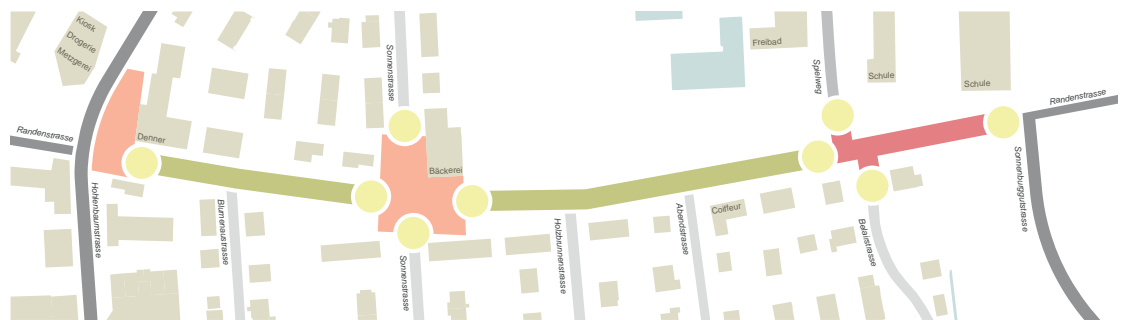 Kiosk
Drogerie
Metzgerei
Randenstrasse
Hohlenbaumstrasse
Denner
Blumenaustrasse
Sonnenstrasse
Bäckerei
Sonnenstrasse
Holzbrunnenstrasse
Abendstrasse
Coiffeur
Freibad
Spielweg
Schule
Schule
Belairstrasse
Randenstrasse
Sonnenburggutstrasse